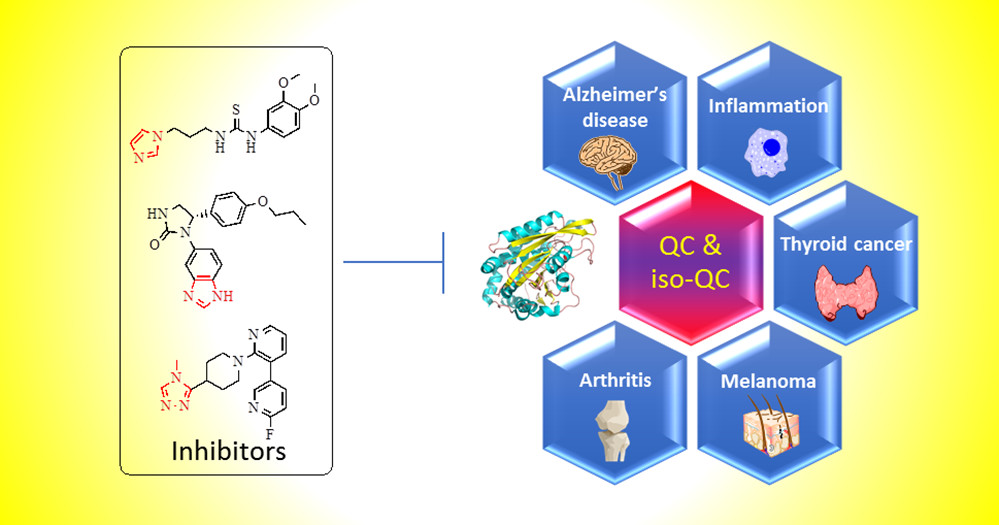 O
O
S
N
N
N
H
N
H
O
HN
N
O
N
NH
N
N
N
N-N
N
F
Inhibitors
Alzheimer's
disease
Inflammation
QC &
iso-QC
Thyroid cancer
Arthritis
Melanoma